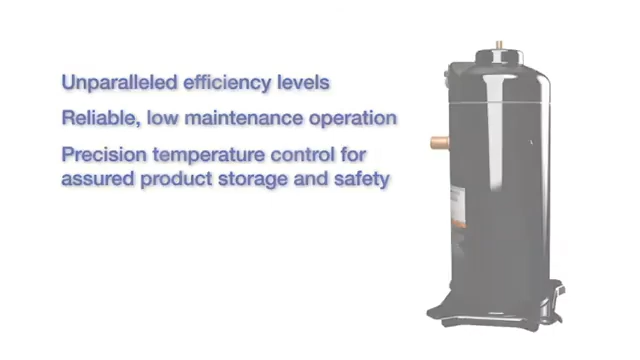 Unparalleled efficiency levels
Reliable, low maintenance operation
Precision temperature control for
assured product storage and safety